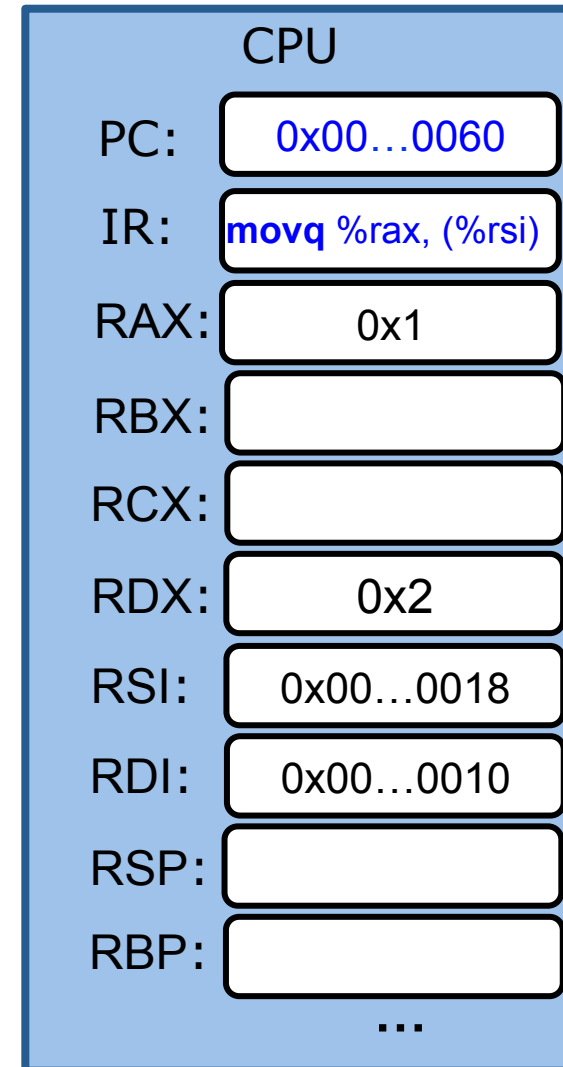 CPU
PC: 0x00…0060
IR: movq %rax, (%rsi)
RAX: 0x1
RBX:
RCX:
RDX: 0x2
RSI: 0x00…0018
RDI: 0x00…0010
RSP:
RBP:
…